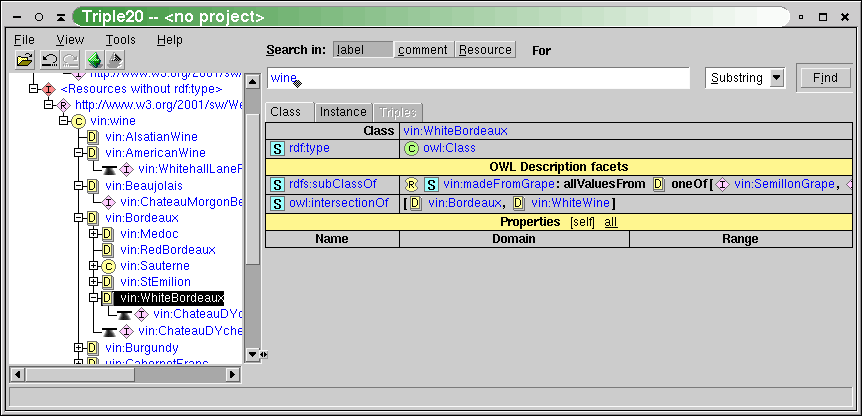 Triple20 -- <no project>
File View Tools Help
Search in: label comment Resource For
wine Substring Find
I http://www.w3.org/2001/sw/We
I <Resources without rdf:type>
R http://www.w3.org/2001/sw/We
C vin:wine
D vin:AlsatianWine
D vin:AmericanWine
I vin:WhitehallLaneF
D vin:Beaujolais
I vin:ChateauMorgonBe
D vin:Bordeaux
D vin:Medoc
D vin:RedBordeaux
C vin:Sauterne
D vin:StEmilion
D vin:WhiteBordeaux
I vin:ChateauDYche
I vin:ChateauDYche
D vin:Burgundy
D vin:CabernetFranc
Class Instance Triples
Class vin:WhiteBordeaux
S rdf:type C owl:Class
OWL Description facets
S rdfs:subClassOf R S vin:madeFromGrape: allValuesFrom D oneOf[ I vin:SemillonGrape,
S owl:intersectionOf [ D vin:Bordeaux, D vin:WhiteWine]
Properties [self] all
Name Domain Range